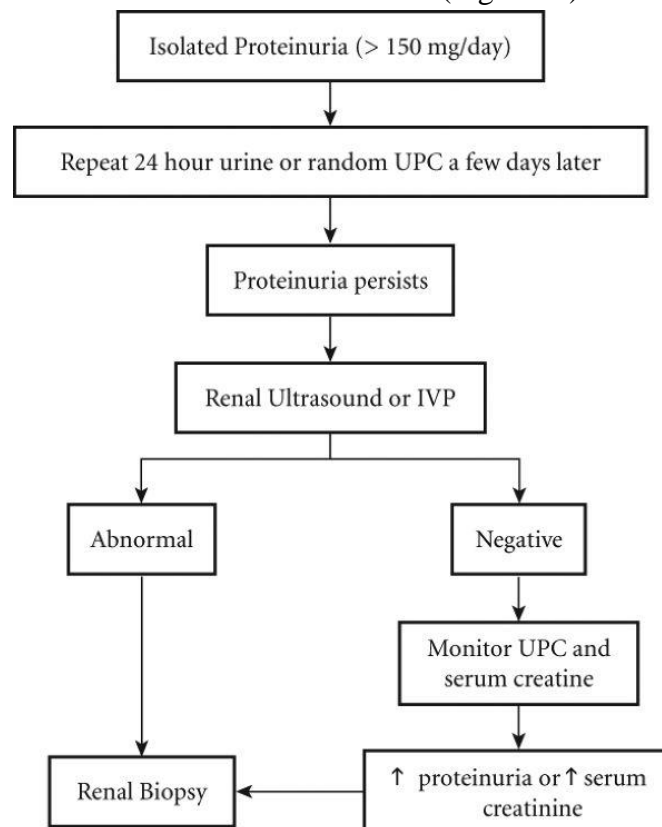 Isolated Proteinuria (> 150 mg/day)
Repeat 24 hour urine or random UPC a few days later
Proteinuria persists
Renal Ultrasound or IVP
Abnormal
Negative
Monitor UPC and
serum creatine
Renal Biopsy
↑ proteinuria or ↑ serum
creatinine